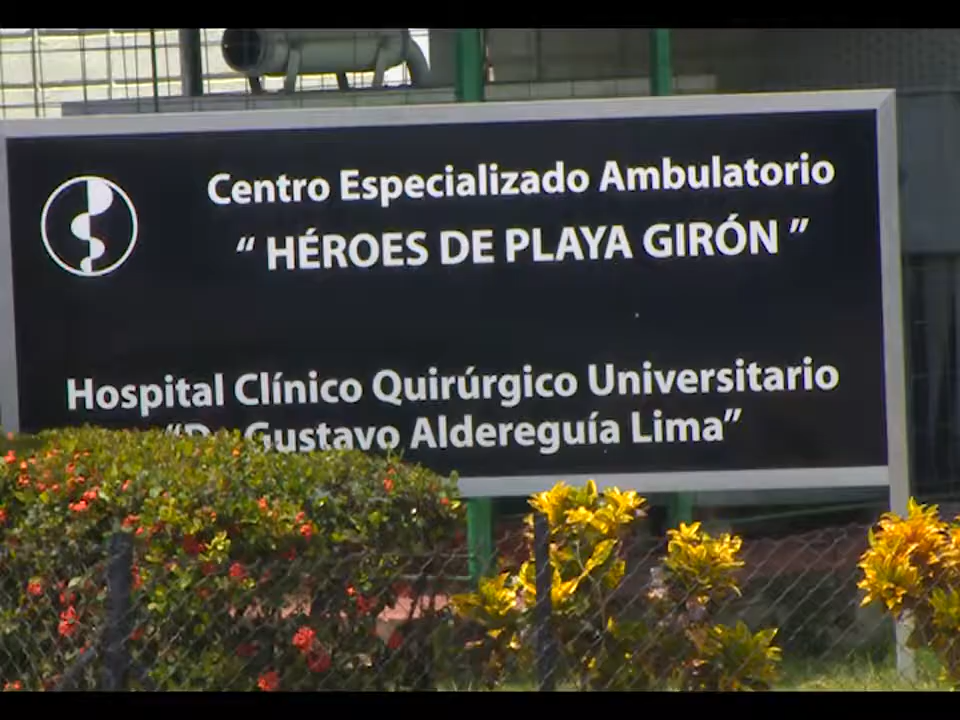 Centro Especializado Ambulatorio
“ HÉROES DE PLAYA GIRÓN ”
Hospital Clínico Quirúrgico Universitario
Gustavo Aldereguía Lima”